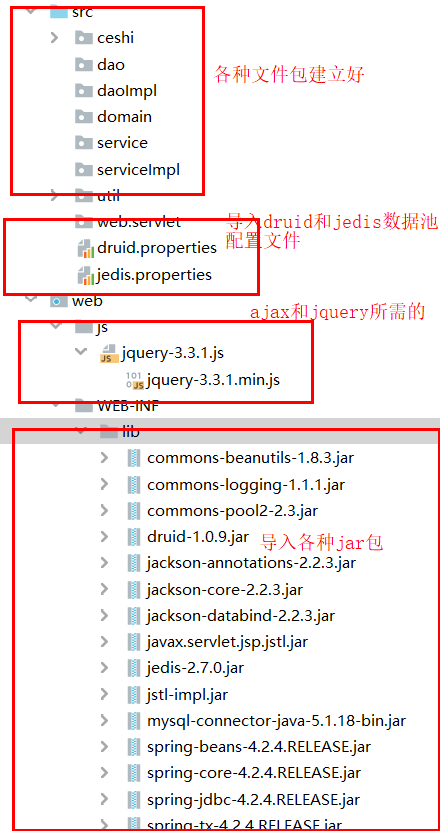 src
ceshi
各种文件包建立好
dao
daoImpl
domain
service
serviceImpl
util
web.servlet
导入druid和jedis数据池
配置文件
druid.properties
jedis.properties
web
ajax和jquery所需的
js
jquery-3.3.1.js
jquery-3.3.1.min.js
WEB-INF
lib
commons-beanutils-1.8.3.jar
commons-logging-1.1.1.jar
commons-pool2-2.3.jar
druid-1.0.9.jar
导入各种jar包
jackson-annotations-2.2.3.jar
jackson-core-2.2.3.jar
jackson-databind-2.2.3.jar
javax.servlet.jsp.jstl.jar
jedis-2.7.0.jar
jstl-impl.jar
mysql-connector-java-5.1.18-bin.jar
spring-beans-4.2.4.RELEASE.jar
spring-core-4.2.4.RELEASE.jar
spring-jdbc-4.2.4.RELEASE.jar
spring-tx-4.2.4.RELEASE.jar